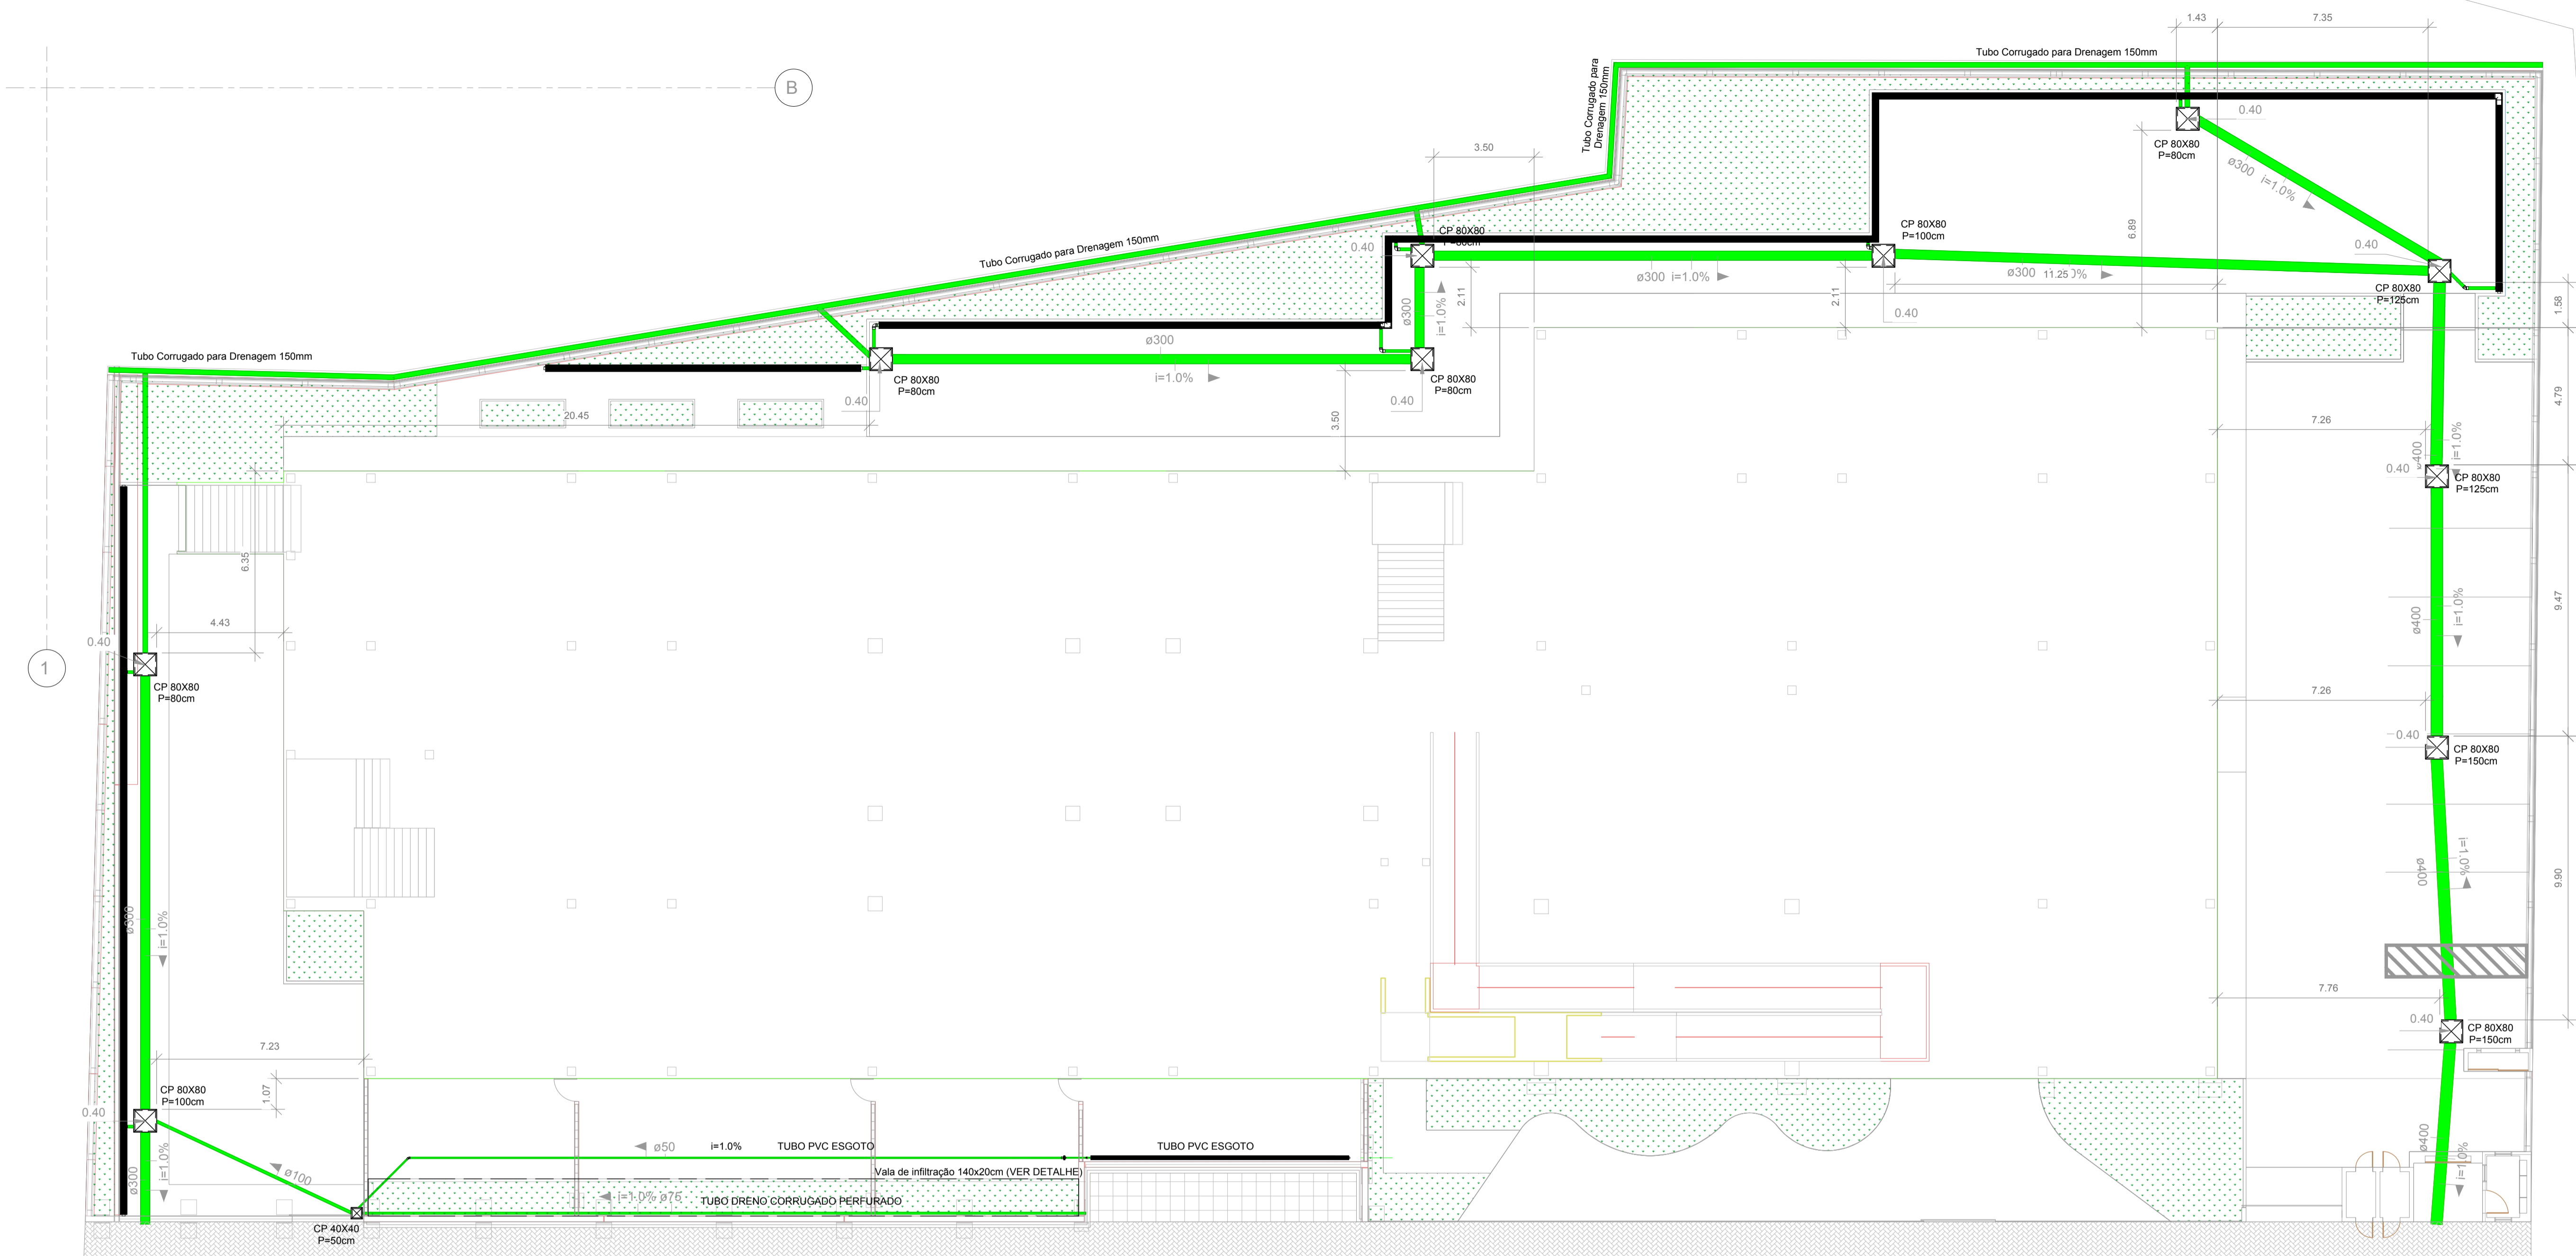 1.43
7.35
Tubo Corrugado para Drenagem 150mm
B
Tubo Corrugado para
Drenagem 150mm
0.40
CP 80X80
P=80cm
3.50
ø300 i=1.0%
6.89
CP 80X80
P=100cm
CP 80X80
P=80cm
0.40
0.40
Tubo Corrugado para Drenagem 150mm
ø300 i=1.0%
ø300
11.25
2.11
2.11
ø300
i=1.0%
0.40
CP 80X80
P=125cm
1.58
ø300
i=1.0%
Tubo Corrugado para Drenagem 150mm
CP 80X80
P=80cm
CP 80X80
P=80cm
0.40
0.40
20.45
3.50
7.26
4.79
ø400
i=1.0%
0.40
CP 80X80
P=125cm
6.35
4.43
0.40
1
CP 80X80
P=80cm
ø400
i=1.0%
9.47
7.26
0.40
CP 80X80
P=150cm
ø400
i=1.0%
9.90
ø300
i=1.0%
7.76
0.40
CP 80X80
P=150cm
7.23
CP 80X80
P=100cm
1.07
0.40
ø300
i=1.0%
ø100
ø50
i=1.0%
TUBO PVC ESGOTO
TUBO PVC ESGOTO
Vala de infiltração 140x20cm (VER DETALHE)
i=1.0% ø75
TUBO DRENO CORRUGADO PERFURADO
CP 40X40
P=50cm
ø400
i=1.0%